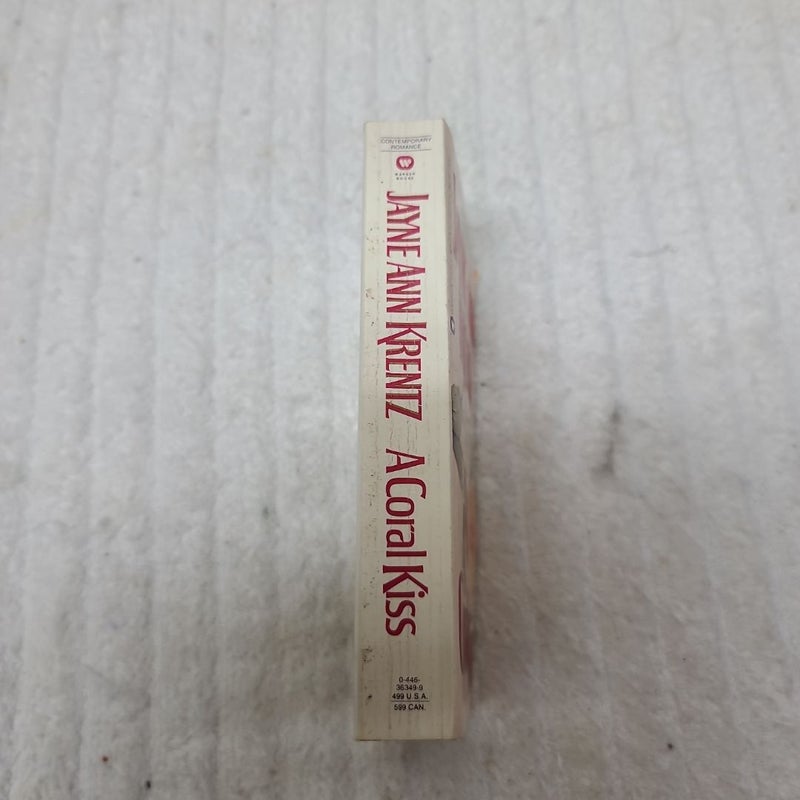 CONTEMPORARY
ROMANCE
WARNER
BOOKS
JAYNE ANN KRENTZ A Coral Kiss
0-446-
36349-9
499 U.S.A.
599 CAN.